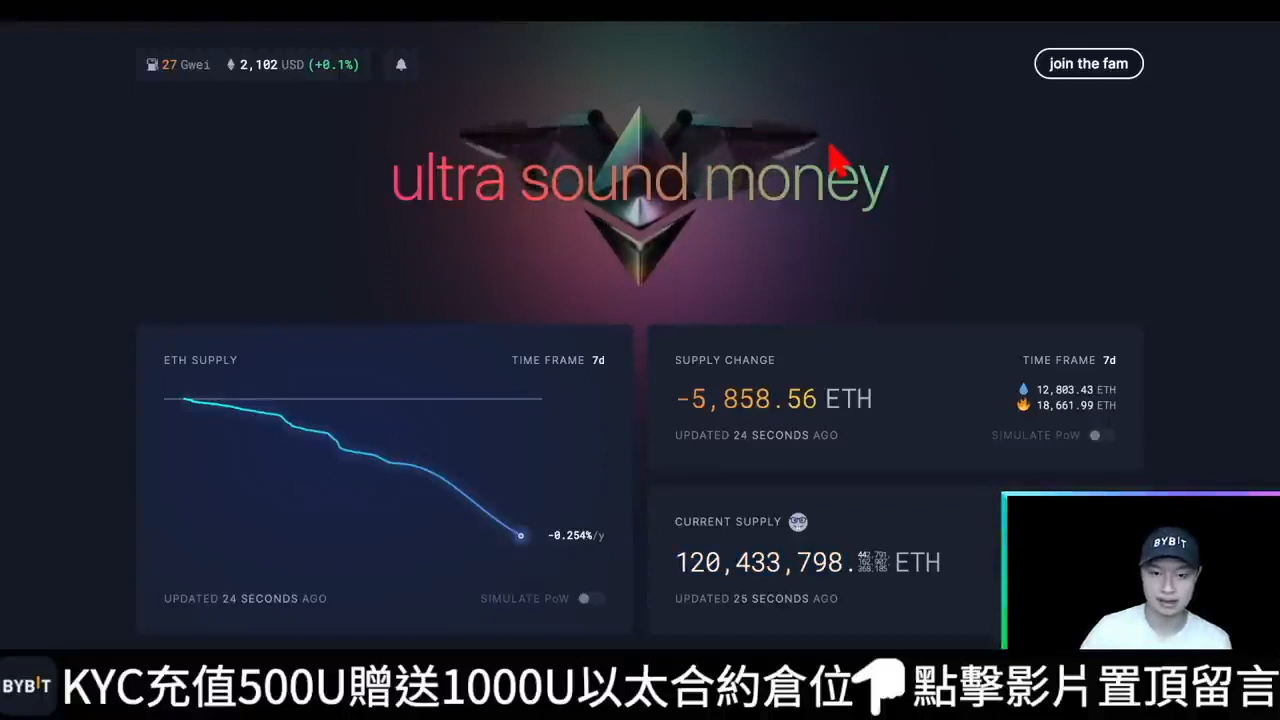 27 Gwei 2,102 USD (+0.1%)
join the fam
ultra sound money
ETH SUPPLY
TIME FRAME 7d
-0.254%/y
UPDATED 24 SECONDS AGO
SIMULATE PoW
SUPPLY CHANGE
TIME FRAME 7d
-5,858.56 ETH
12,803.43 ETH
18,661.99 ETH
UPDATED 24 SECONDS AGO
SIMULATE PoW
CURRENT SUPPLY
120,433,798. ETH
UPDATED 25 SECONDS AGO
BYBIT
BYBIT KYC充值500U贈送1000U以太合約倉位 點擊影片置頂留言